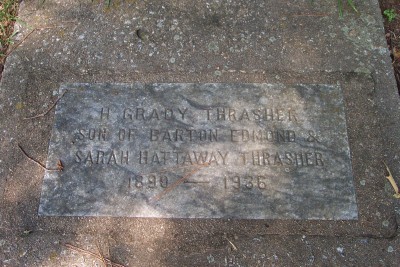 H GRADY THRASHER
SON OF BARTON EDMOND &
SARAH HATTAWAY THRASHER
1890 — 1936